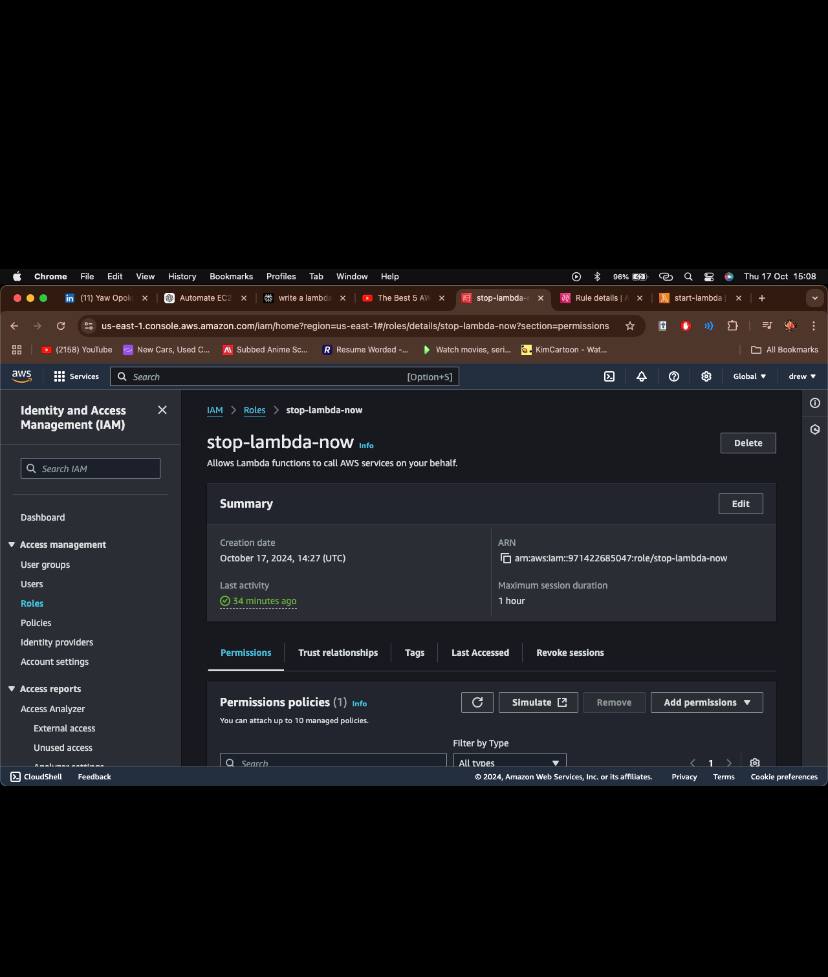 Chrome File Edit View History Bookmarks Profiles Tab Window Help 96% Thu 17 Oct 15:08
(11) Yaw Opok Automate EC2 write a lambd The Best 5 AW stop-lambda- Rule details | A start-lambda |
us-east-1.console.aws.amazon.com/iam/home?region=us-east-1#/roles/details/stop-lambda-now?section=permissions
(2158) YouTube New Cars, Used C... Subbed Anime Sc... Resume Worded -... Watch movies, seri... KimCartoon - Wat... All Bookmarks
aws Services Search [Option+S] Global drew
Identity and Access
Management (IAM)
Search IAM
Dashboard
Access management
User groups
Users
Roles
Policies
Identity providers
Account settings
Access reports
Access Analyzer
External access
Unused access
Analyzer settings
IAM > Roles > stop-lambda-now
stop-lambda-now Info
Delete
Allows Lambda functions to call AWS services on your behalf.
Summary
Edit
Creation date
October 17, 2024, 14:27 (UTC)
Last activity
34 minutes ago
ARN
arn:aws:iam::971422685047:role/stop-lambda-now
Maximum session duration
1 hour
Permissions Trust relationships Tags Last Accessed Revoke sessions
Permissions policies (1) Info
Simulate Remove Add permissions
You can attach up to 10 managed policies.
Filter by Type
Search All types 1
CloudShell Feedback © 2024, Amazon Web Services, Inc. or its affiliates. Privacy Terms Cookie preferences